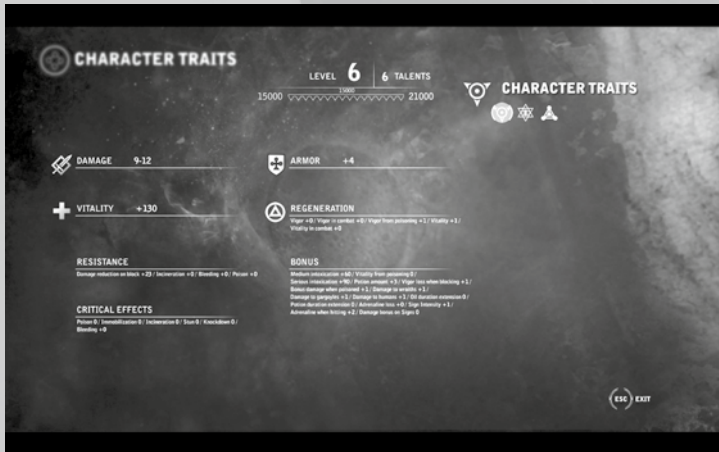 CHARACTER TRAITS
LEVEL 6 6 TALENTS
15000
15000 21000
CHARACTER TRAITS
DAMAGE 9-12
ARMOR +4
VITALITY +130
REGENERATION
Vigor +0/ Vigor in combat +0/ Vigor from poisoning +1/ Vitality +1/
Vitality in combat +0
RESISTANCE
Damage reduction on block +23/ Incineration +0/ Bleeding +0/ Poison +0
BONUS
Medium intoxication +60/ Vitality from poisoning 0/
Serious intoxication +90/ Potion amount +3/ Vigor loss when blocking +1/
Bonus damage when poisoned +1/ Damage to wraiths +1/
Damage to gargoyles +1/ Damage to humans +1/ Oil duration extension 0/
Potion duration extension 0/ Adrenaline loss +0/ Sign Intensity +1/
Adrenaline when hitting +2/ Damage bonus on Signs 0
CRITICAL EFFECTS
Poison 0/ Immobilization 0/ Incineration 0/ Stun 0/ Knockdown 0/
Bleeding +0
ESC EXIT